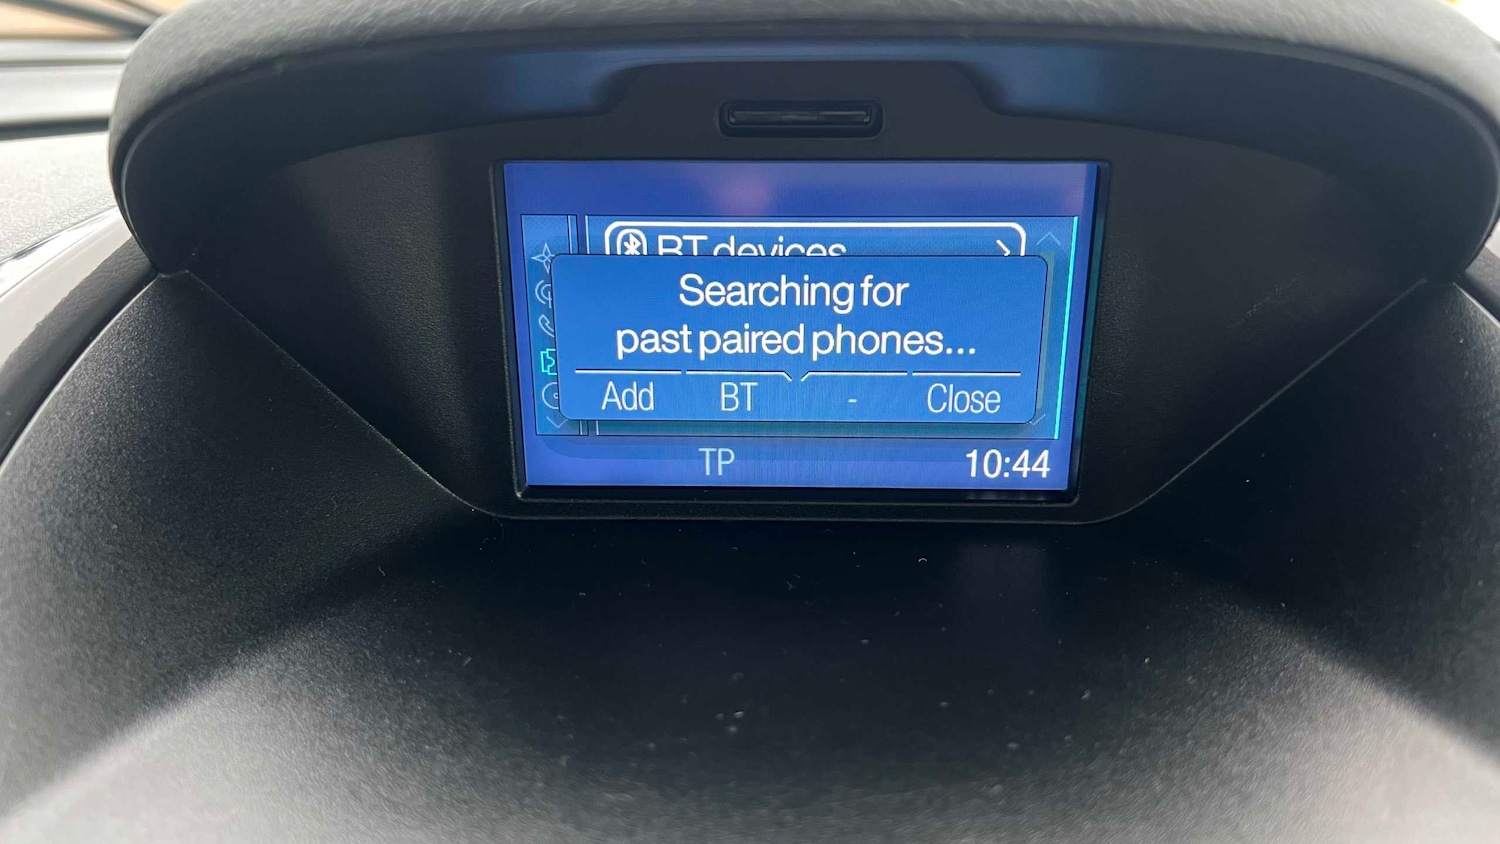 BT devices
Searching for
past paired phones...
Add BT - Close
TP 10:44